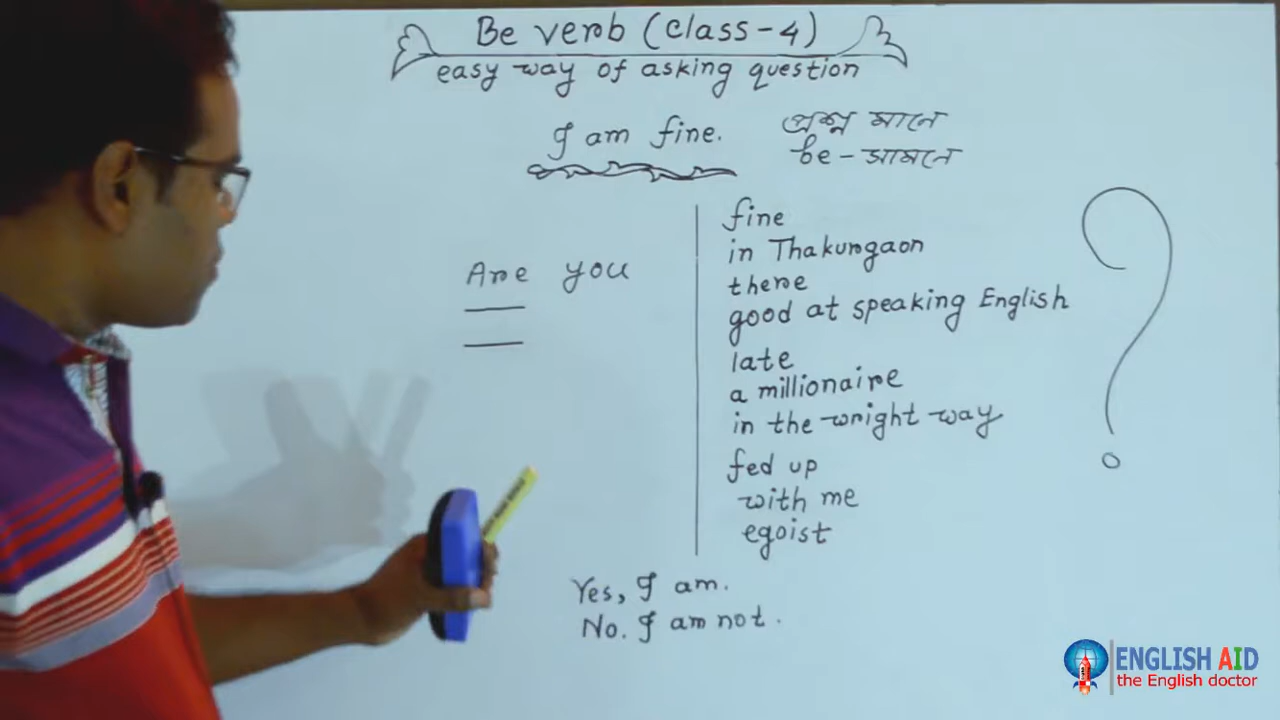 Be verb (class-4)
easy way of asking question
I am fine.
প্রশ্ন মানে
be - সামনে
Are you
fine
in Thakurgaon
there
good at speaking English
late
a millionaire
in the wright way
fed up
with me
egoist
?
Yes, I am.
No. I am not.
ENGLISH AID
the English doctor